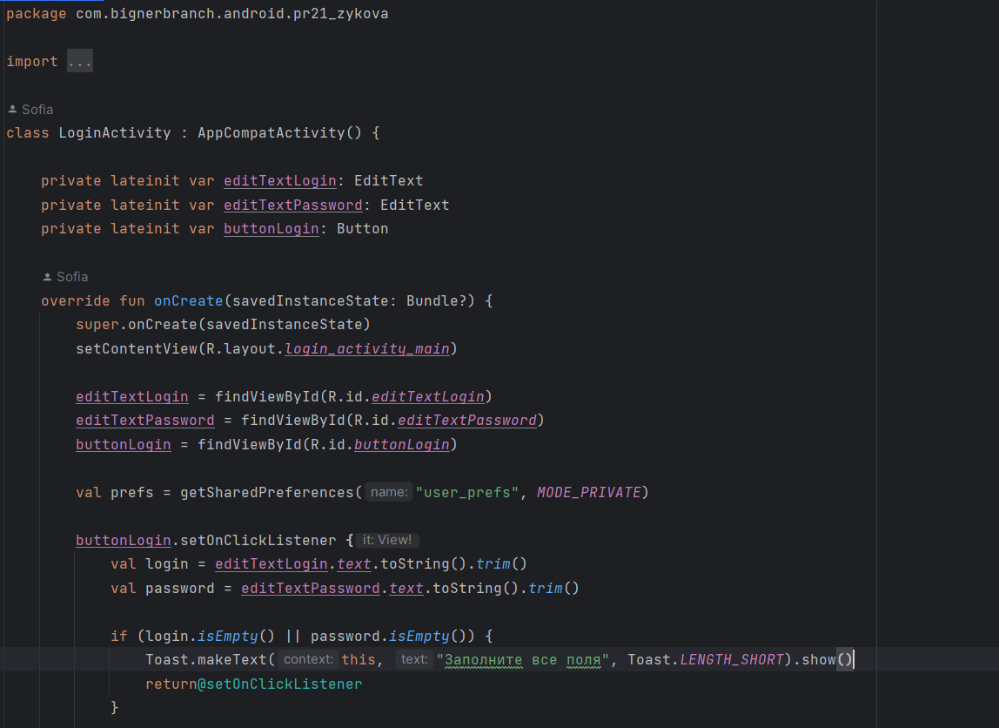 package com.bignerbranch.android.pr21_zykova
import ...
Sofia
class LoginActivity : AppCompatActivity() {
private lateinit var editTextLogin: EditText
private lateinit var editTextPassword: EditText
private lateinit var buttonLogin: Button
Sofia
override fun onCreate(savedInstanceState: Bundle?) {
super.onCreate(savedInstanceState)
setContentView(R.layout.login_activity_main)
editTextLogin = findViewById(R.id.editTextLogin)
editTextPassword = findViewById(R.id.editTextPassword)
buttonLogin = findViewById(R.id.buttonLogin)
val prefs = getSharedPreferences( name: "user_prefs", MODE_PRIVATE)
buttonLogin.setOnClickListener { it: View!
val login = editTextLogin.text.toString().trim()
val password = editTextPassword.text.toString().trim()
if (login.isEmpty() || password.isEmpty()) {
Toast.makeText( context: this, text: "Заполните все поля", Toast.LENGTH_SHORT).show()
return@setOnClickListener
}